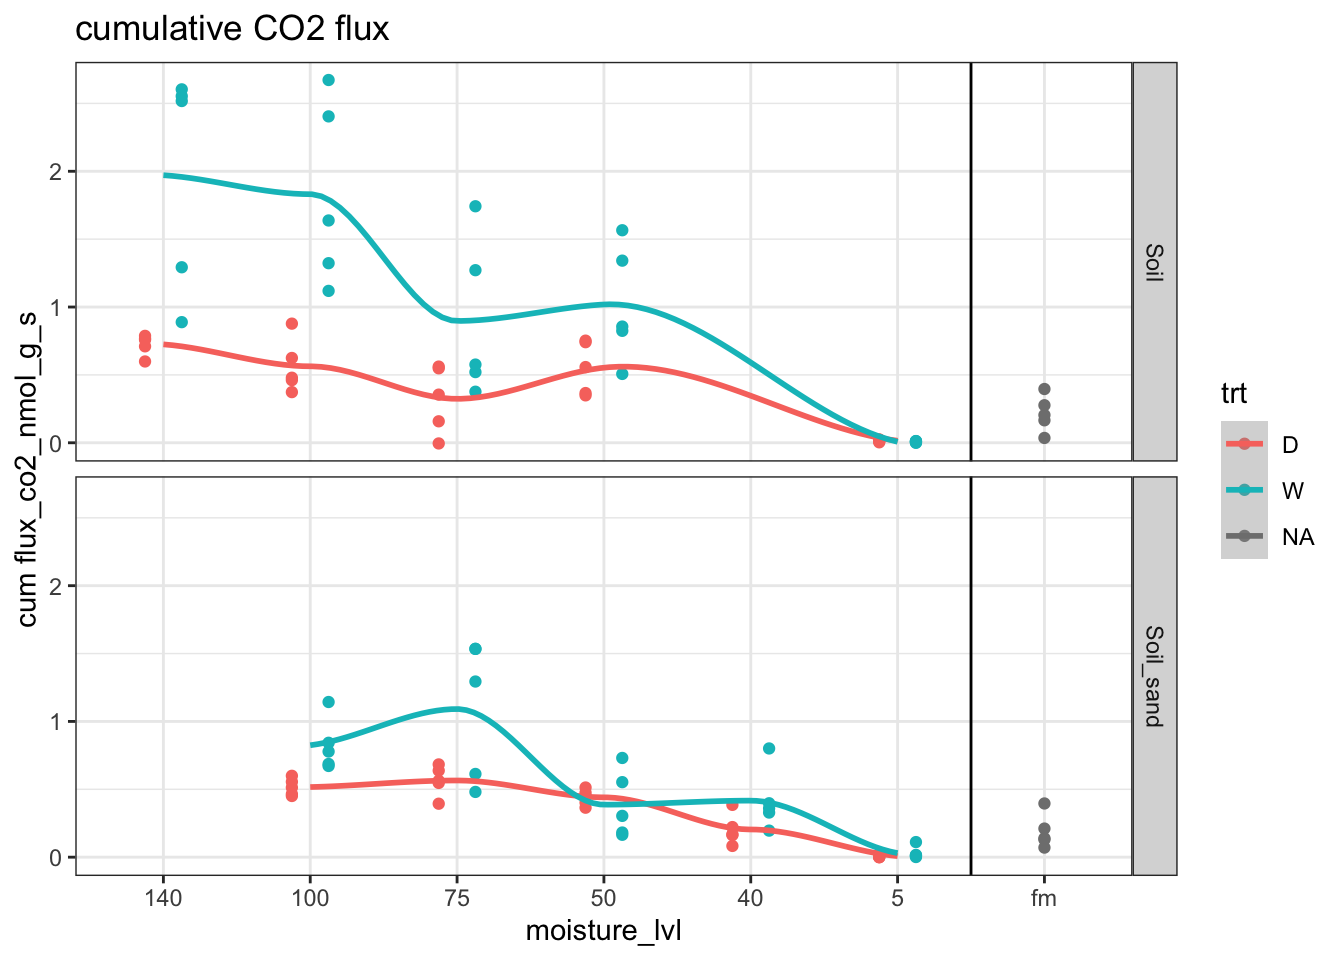 cumulative CO2 flux
cum flux_co2_nmol_g_s
2
1
0
Soil
2
1
0
Soil_sand
140 100 75 50 40 5 fm
moisture_lvl
trt
D
W
NA